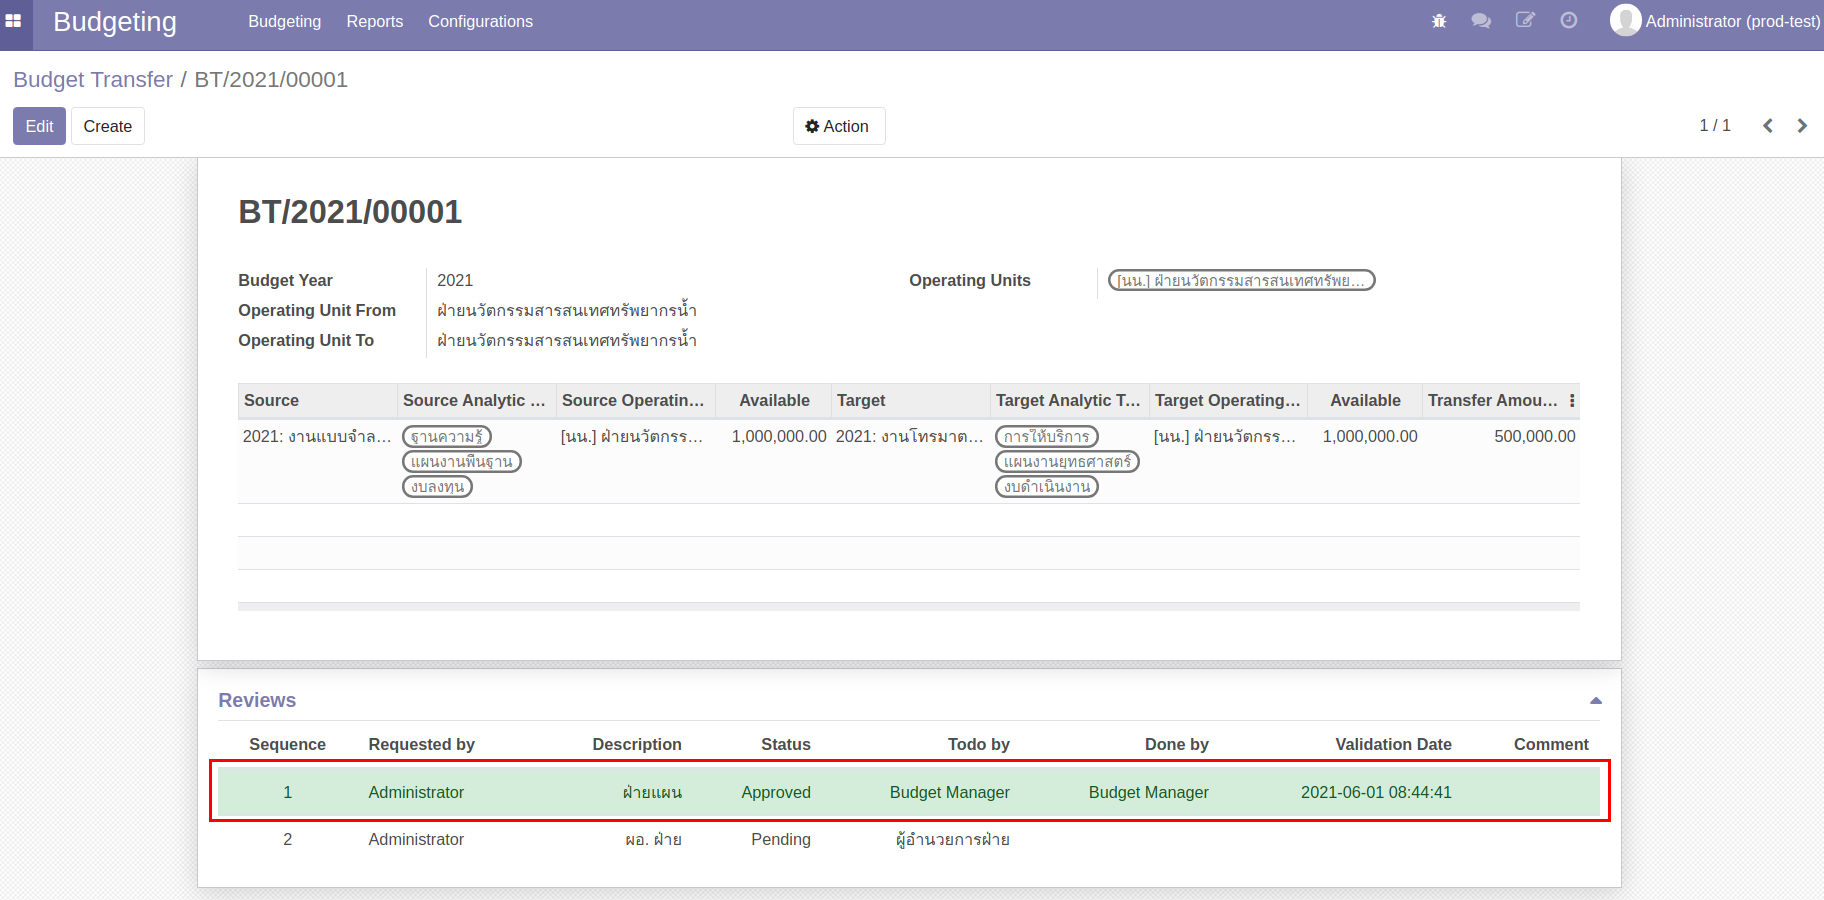 Budgeting Budgeting Reports Configurations Administrator (prod-test)
Budget Transfer / BT/2021/00001
Edit Create Action 1 / 1
BT/2021/00001
Budget Year 2021 Operating Units [นน.] ฝ่ายนวัตกรรมสารสนเทศทรัพย…
Operating Unit From ฝ่ายนวัตกรรมสารสนเทศทรัพยากรน้ำ
Operating Unit To ฝ่ายนวัตกรรมสารสนเทศทรัพยากรน้ำ
Source Source Analytic … Source Operatin… Available Target Target Analytic T… Target Operating… Available Transfer Amou…
2021: งานแบบจำล… ฐานความรู้ [นน.] ฝ่ายนวัตกรร… 1,000,000.00 2021: งานโทรมาต… การให้บริการ [นน.] ฝ่ายนวัตกรร… 1,000,000.00 500,000.00
แผนงานพื้นฐาน แผนงานยุทธศาสตร์
งบลงทุน งบดำเนินงาน
Reviews
Sequence Requested by Description Status Todo by Done by Validation Date Comment
1 Administrator ฝ่ายแผน Approved Budget Manager Budget Manager 2021-06-01 08:44:41
2 Administrator ผอ. ฝ่าย Pending ผู้อำนวยการฝ่าย